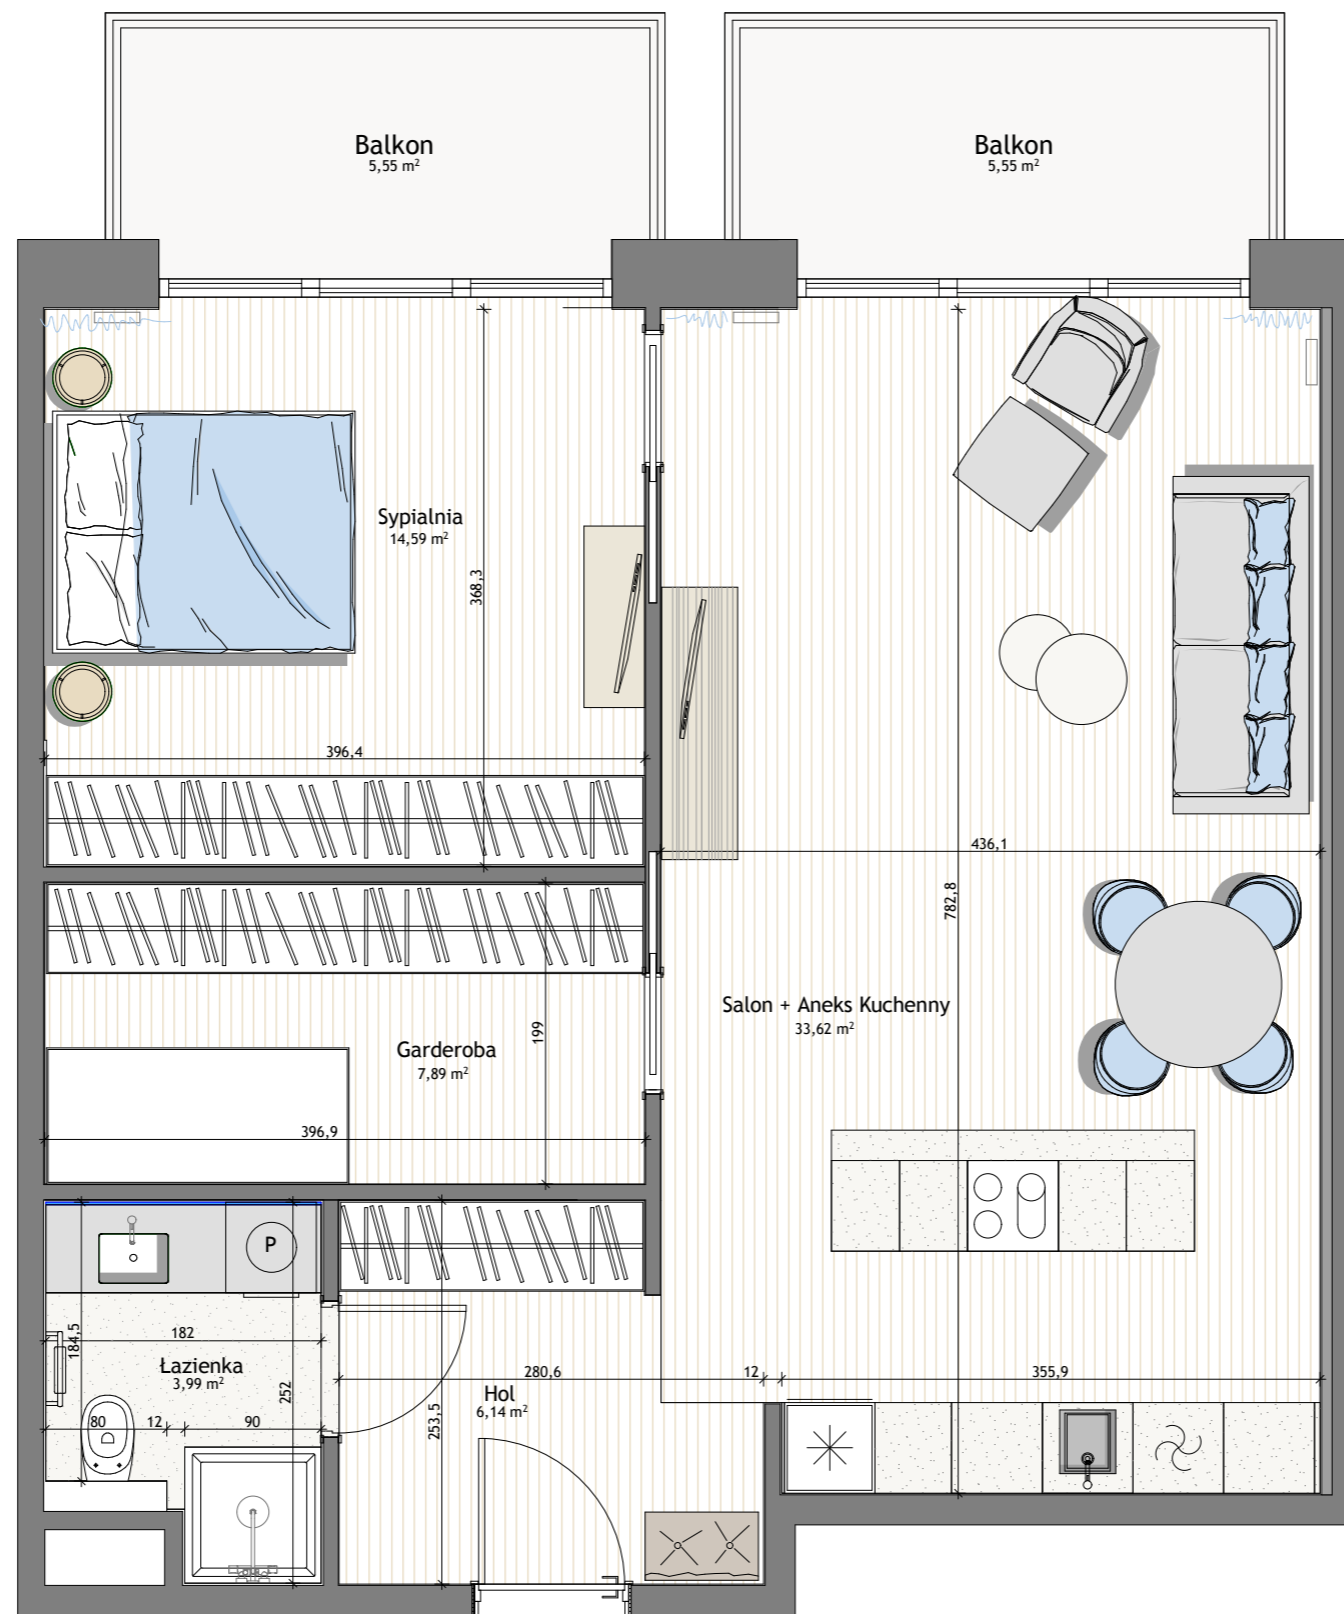 Balkon
5,55 m²
Balkon
5,55 m²
Sypialnia
14,59 m²
368,3
396,4
436,1
782,8
Salon + Aneks Kuchenny
33,62 m²
199
Garderoba
7,89 m²
396,9
P
184,5
182
Łazienka
3,99 m²
252
80
12
90
280,6
12
355,9
Hol
6,14 m²
253,5